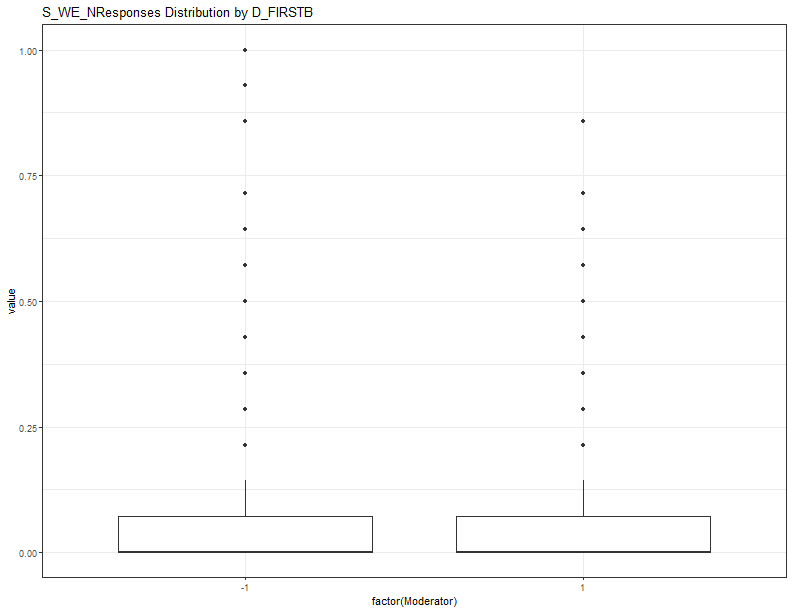 S_WE_NResponses Distribution by D_FIRSTB
1.00
0.75
value
0.50
0.25
0.00
-1
1
factor(Moderator)